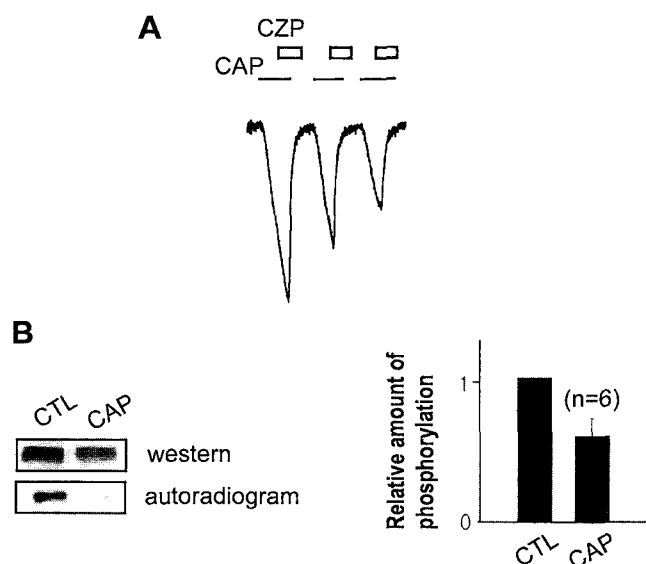 A
CZP
CAP
B
CTL CAP
western
autoradiogram
Relative amount of
phosphorylation
1
0
(n=6)
CTL CAP